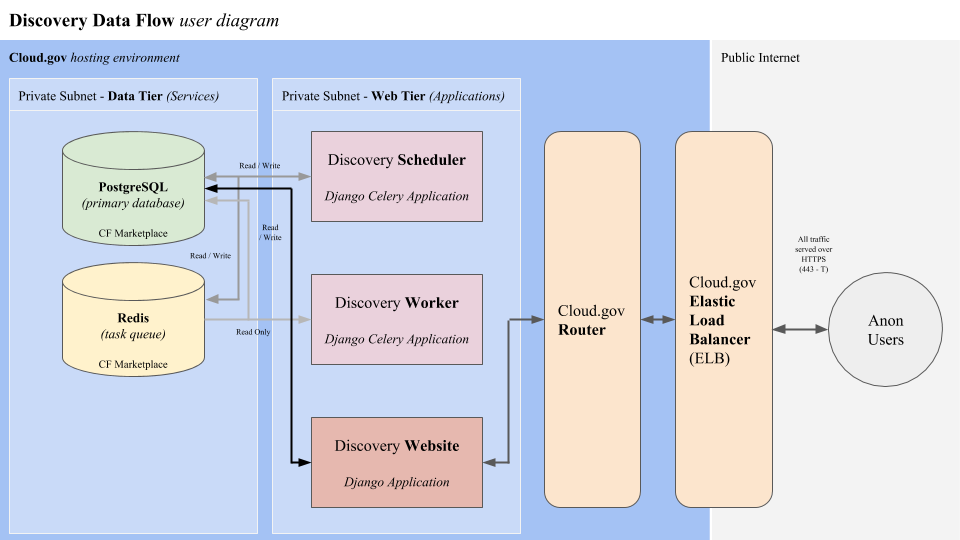 Discovery Data Flow user diagram
Cloud.gov hosting environment
Public Internet
Private Subnet - Data Tier (Services)
Private Subnet - Web Tier (Applications)
PostgreSQL
(primary database)
CF Marketplace
Redis
(task queue)
CF Marketplace
Read / Write
Read
/ Write
Read / Write
Read Only
Discovery Scheduler
Django Celery Application
Discovery Worker
Django Celery Application
Discovery Website
Django Application
Cloud.gov
Router
Cloud.gov
Elastic
Load
Balancer
(ELB)
All traffic
served over
HTTPS
(443 - T)
Anon
Users